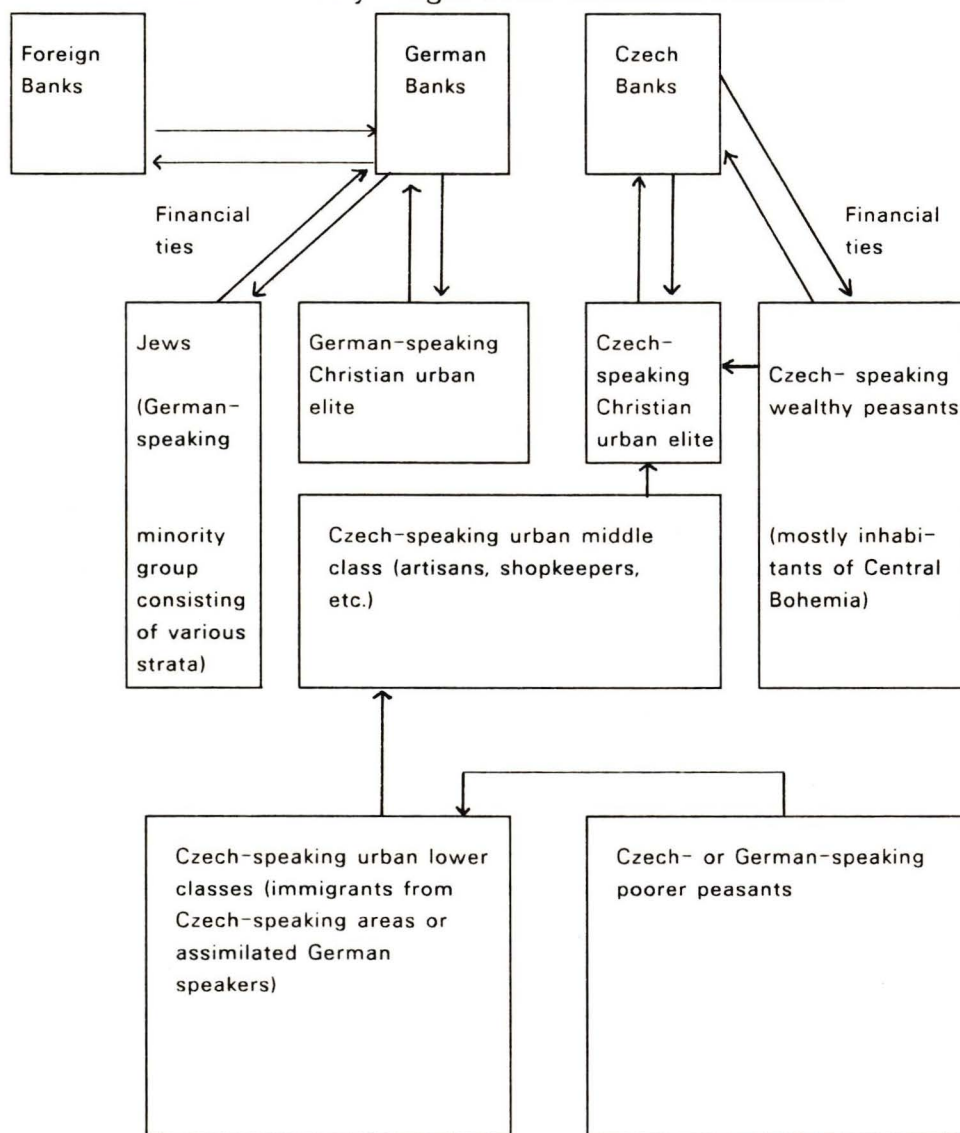 Foreign
Banks
German
Banks
Czech
Banks
Financial
ties
Financial
ties
Jews
(German-
speaking
minority
group
consisting
of various
strata)
German-speaking
Christian urban
elite
Czech-
speaking
Christian
urban elite
Czech- speaking
wealthy peasants
(mostly inhabi-
tants of Central
Bohemia)
Czech-speaking urban middle
class (artisans, shopkeepers,
etc.)
Czech-speaking urban lower
classes (immigrants from
Czech-speaking areas or
assimilated German
speakers)
Czech- or German-speaking
poorer peasants